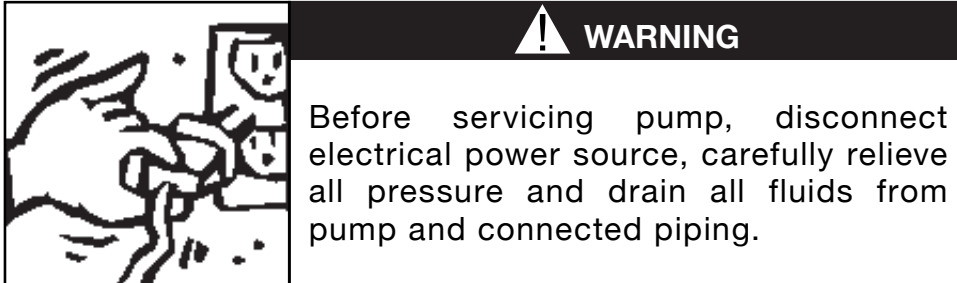 WARNING
Before servicing pump, disconnect
electrical power source, carefully relieve
all pressure and drain all fluids from
pump and connected piping.